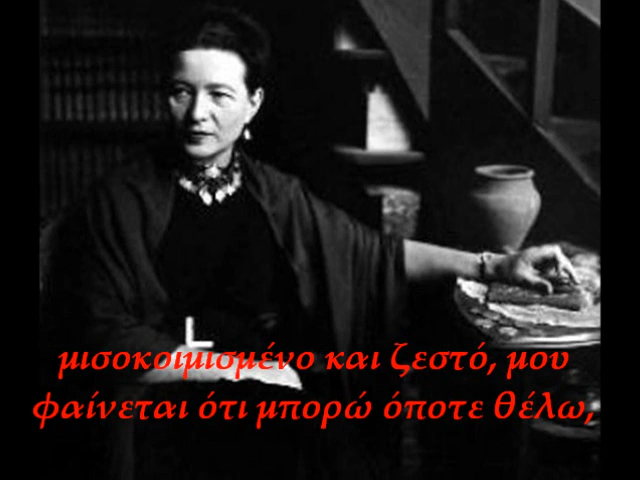 μισοκοιμισμένο και ζεστό, μου
φαίνεται ότι μπορώ όποτε θέλω,